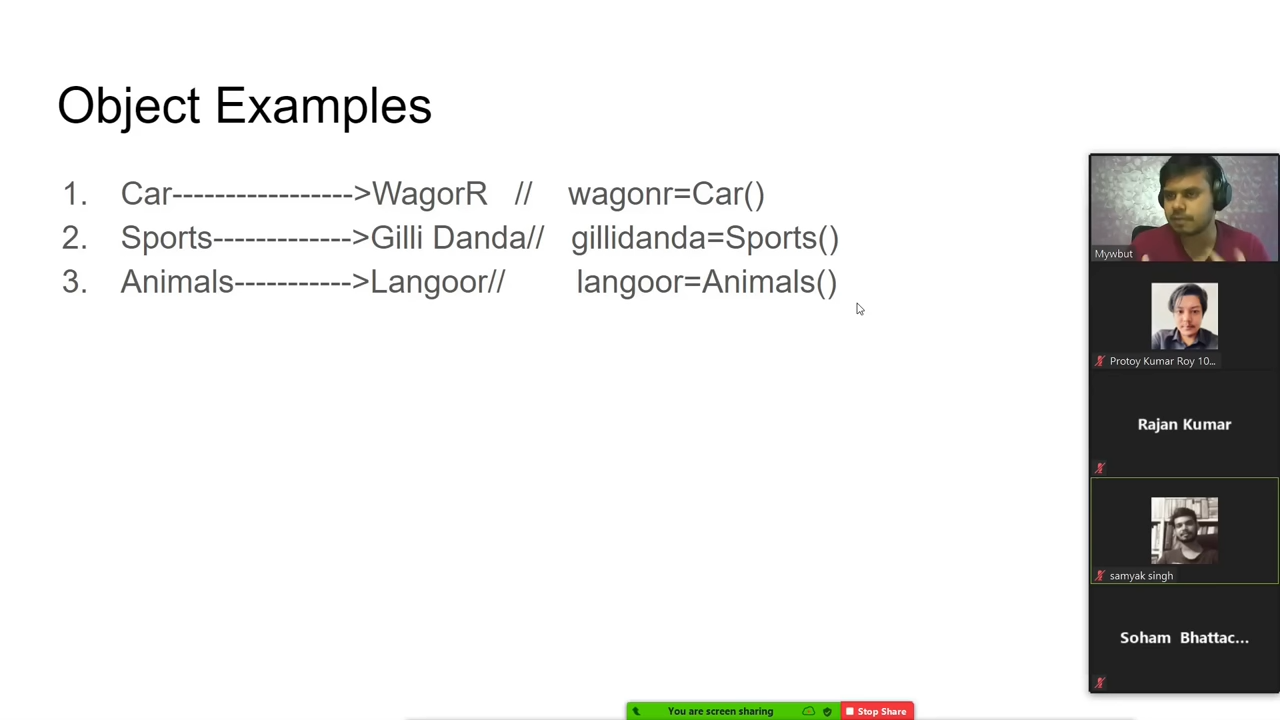 Object Examples
1. Car----------------->WagorR // wagonr=Car()
2. Sports------------->Gilli Danda// gillidanda=Sports()
3. Animals----------->Langoor// langoor=Animals()
Mywbut
Protoy Kumar Roy 10...
Rajan Kumar
samyak singh
Soham Bhattac...
You are screen sharing
Stop Share